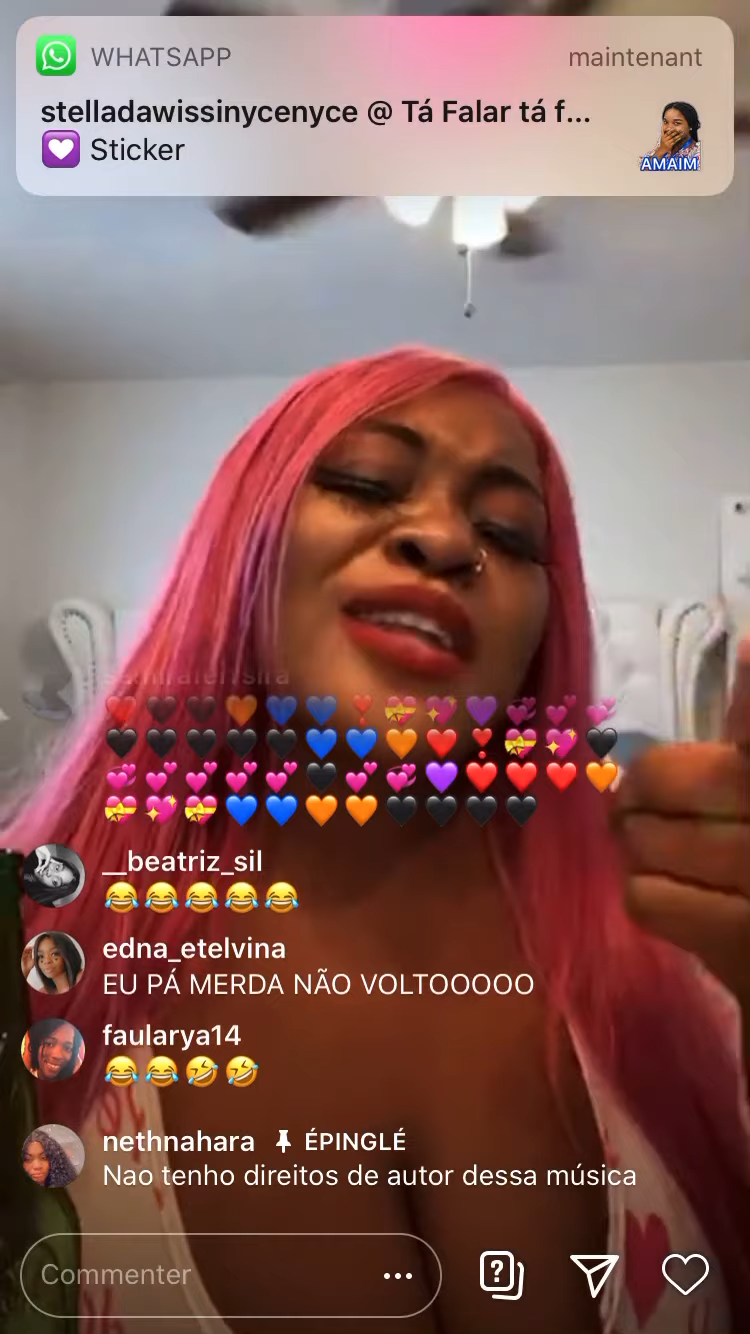 WHATSAPP
maintenant
stelladawissinycenyce @ Tá Falar tá f...
💜 Sticker
AMAIM
❤️🖤🖤🧡💙💙❣️💝💖💜💞💕💕
🖤🖤🖤🖤🖤💙💙🧡❤️❣️💝💖🖤
💞💕💕💕💕🖤💕💞💜❤️❤️❤️🧡
💝💖💝💙💙🧡🧡🖤🖤🖤🖤
__beatriz_sil
😂😂😂😂😂
edna_etelvina
EU PÁ MERDA NÃO VOLTOOOOO
faularya14
😂😂🤣🤣
nethnahara 📌 ÉPINGLÉ
Nao tenho direitos de autor dessa música
Commenter